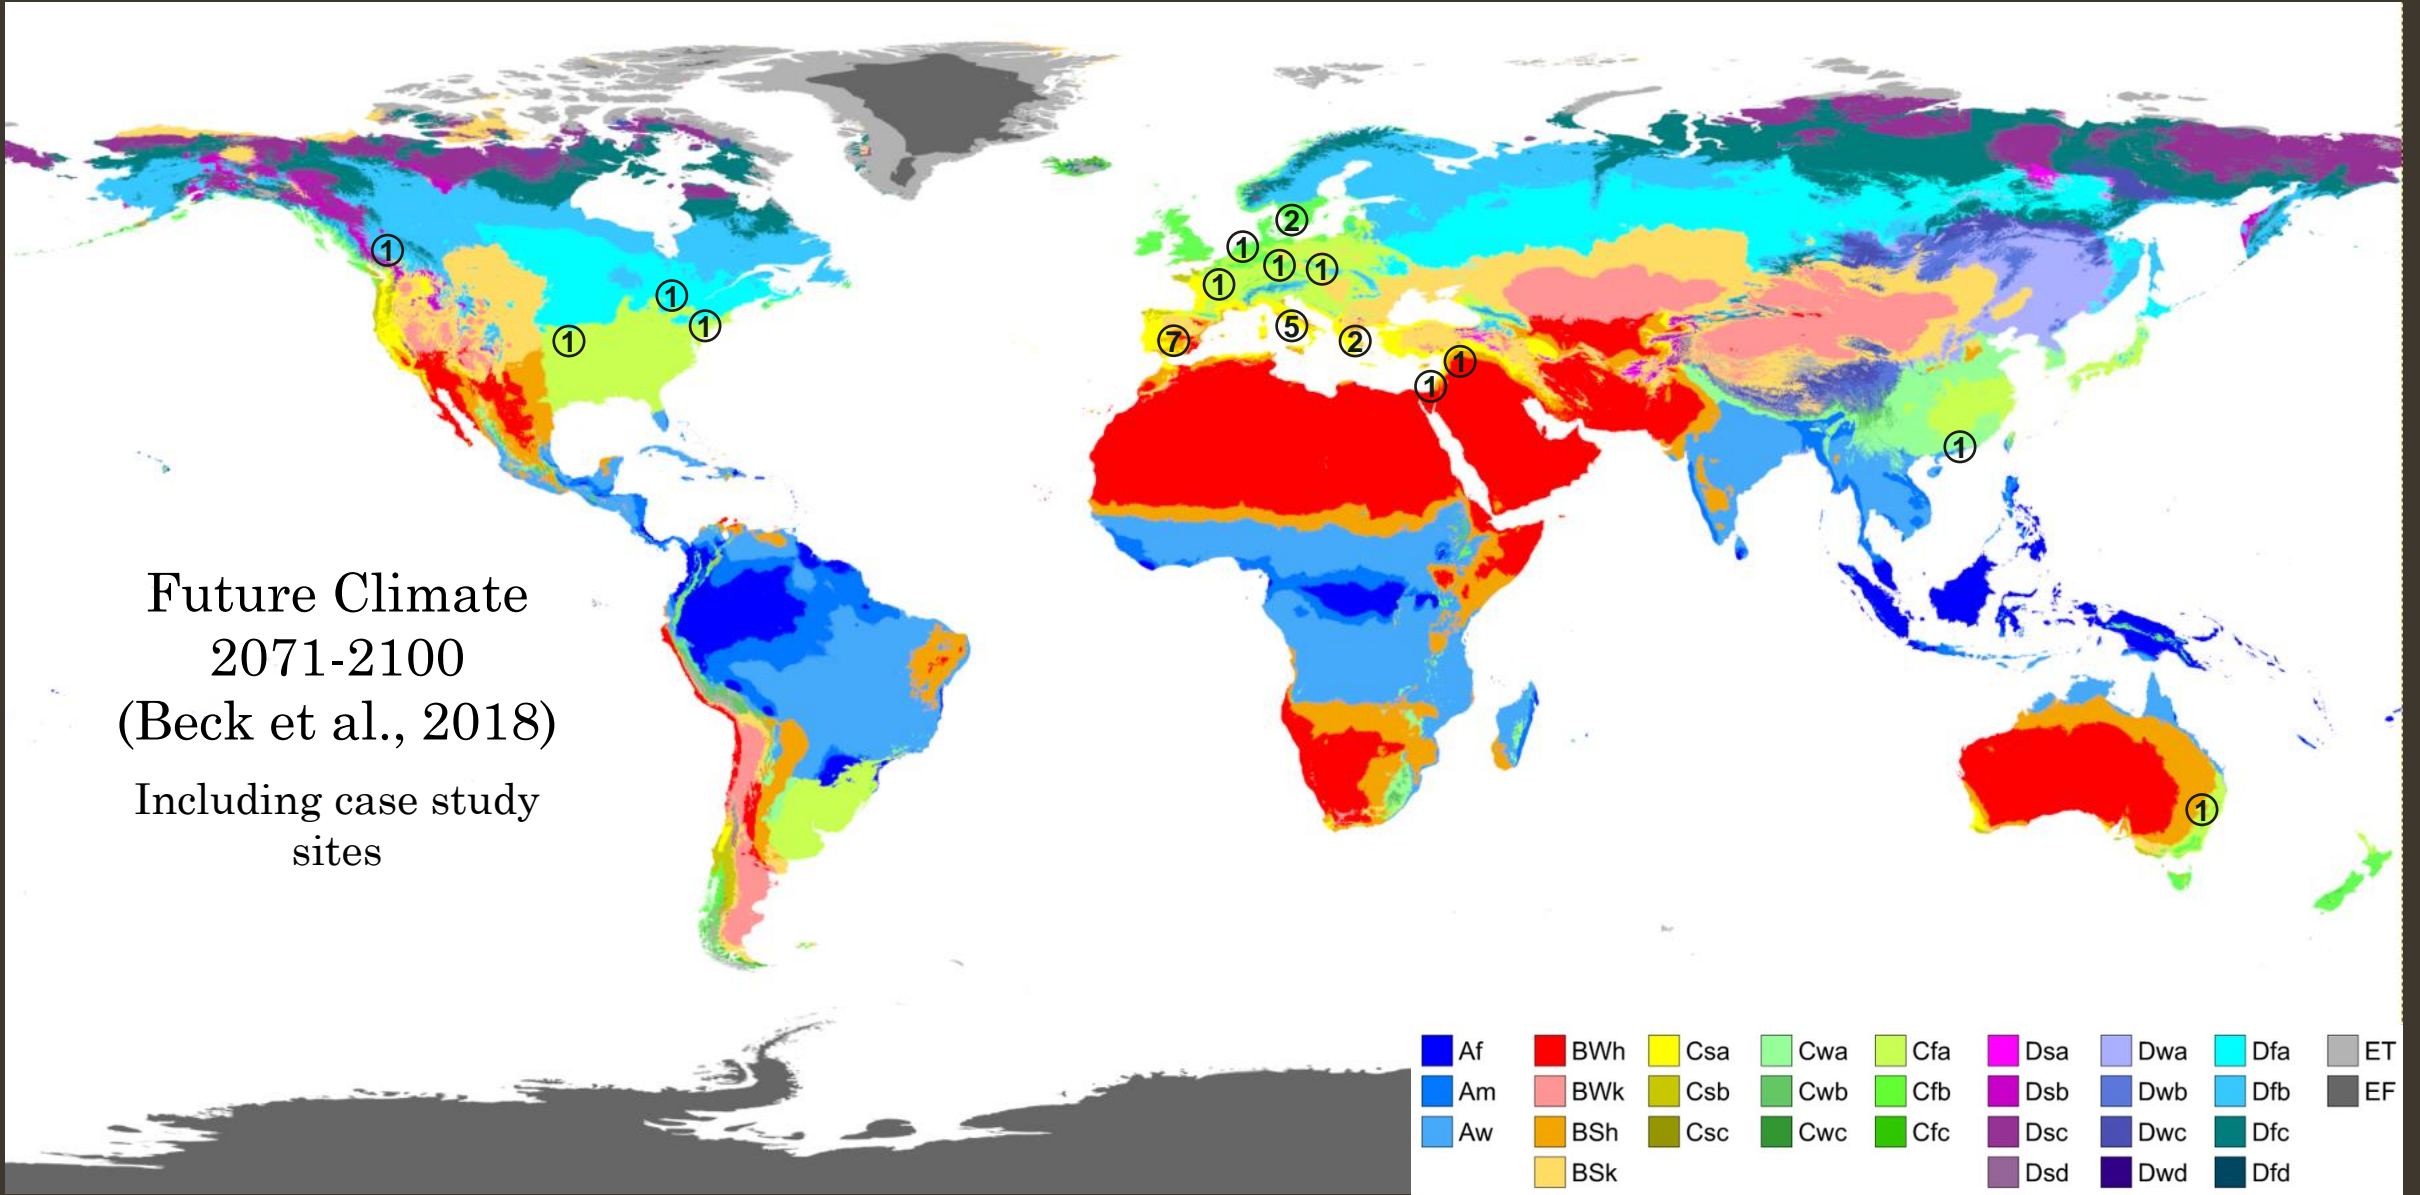 2
1
1
1
1
1
1
1
1
1
7
5
2
1
1
1
1
Future Climate
2071-2100
(Beck et al., 2018)
Including case study
sites
Af BWh Csa Cwa Cfa Dsa Dwa Dfa ET
Am BWk Csb Cwb Cfb Dsb Dwb Dfb EF
Aw BSh Csc Cwc Cfc Dsc Dwc Dfc
BSk Dsd Dwd Dfd